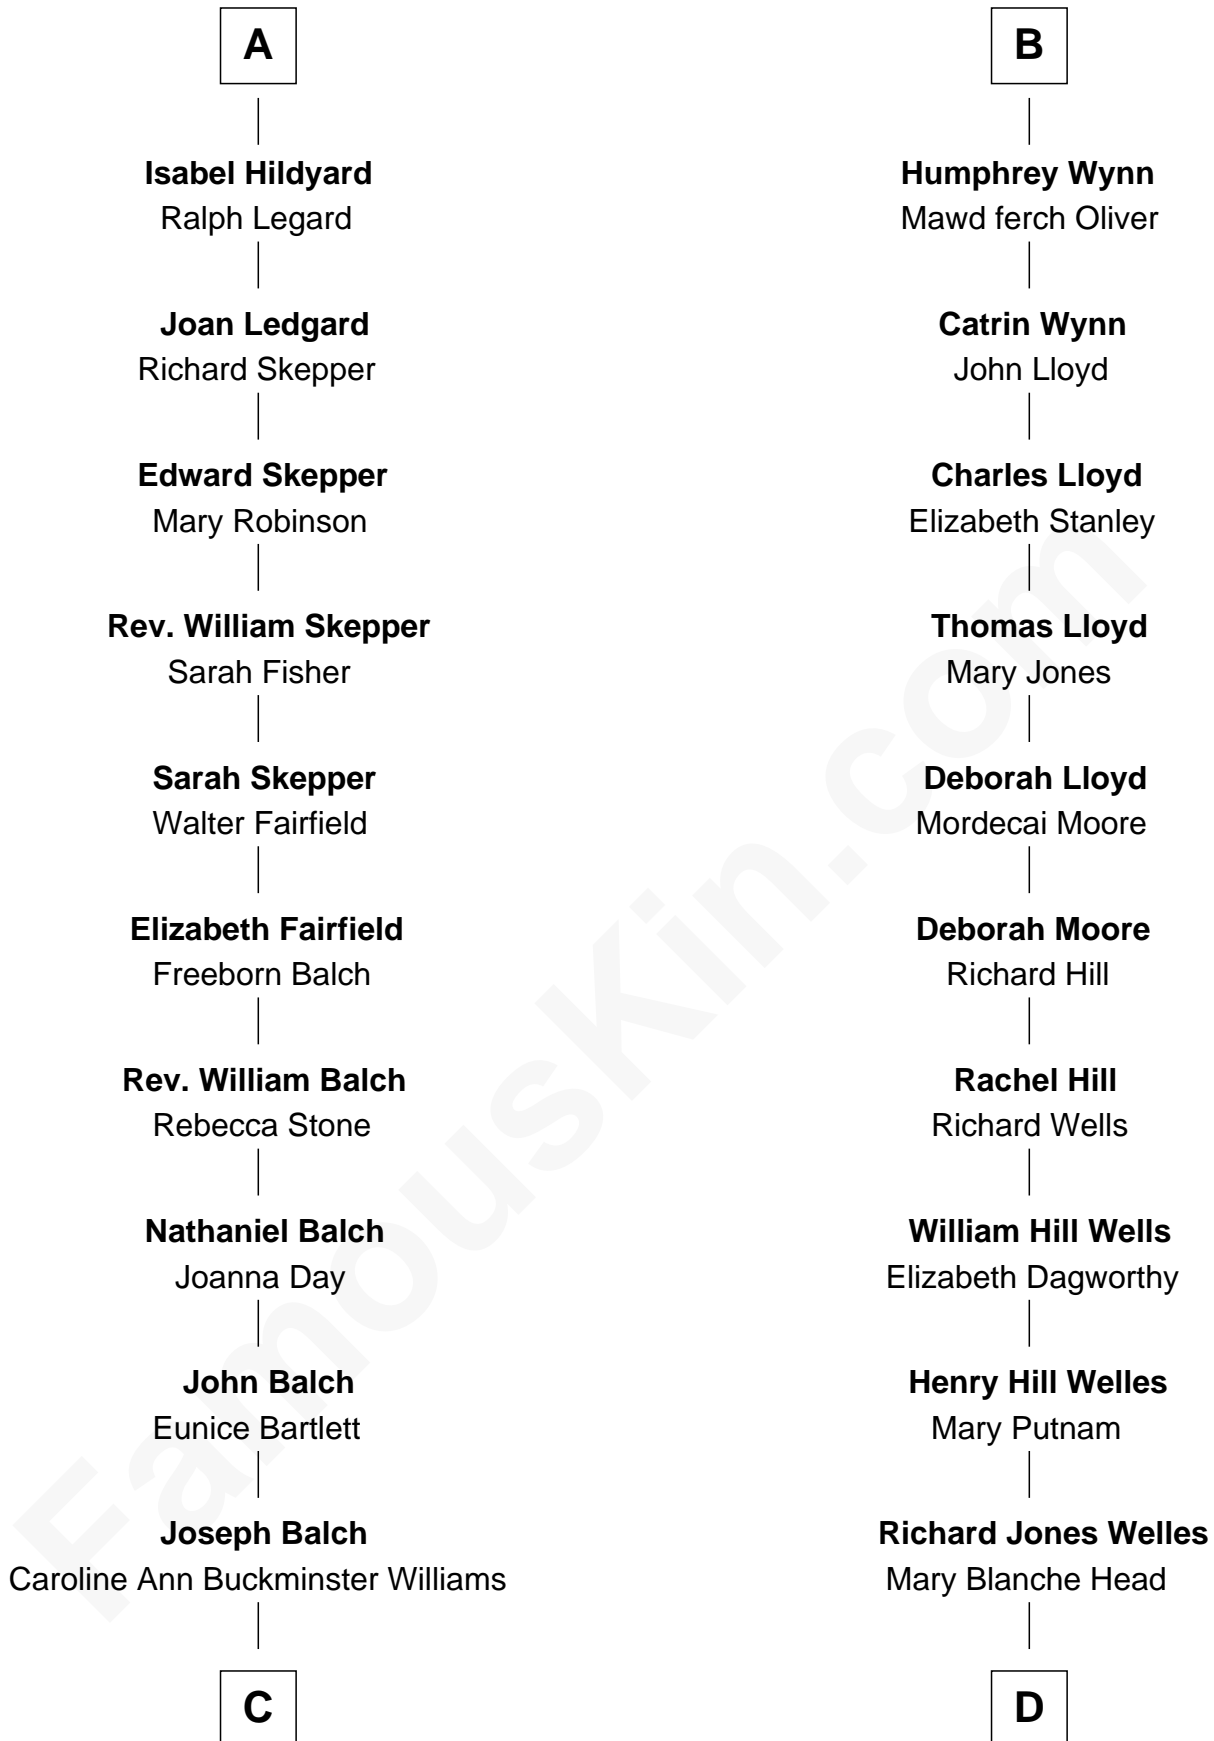 A
Isabel Hildyard
Ralph Legard
Joan Ledgard
Richard Skepper
Edward Skepper
Mary Robinson
Rev. William Skepper
Sarah Fisher
Sarah Skepper
Walter Fairfield
Elizabeth Fairfield
Freeborn Balch
Rev. William Balch
Rebecca Stone
Nathaniel Balch
Joanna Day
John Balch
Eunice Bartlett
Joseph Balch
Caroline Ann Buckminster Williams
C
B
Humphrey Wynn
Mawd ferch Oliver
Catrin Wynn
John Lloyd
Charles Lloyd
Elizabeth Stanley
Thomas Lloyd
Mary Jones
Deborah Lloyd
Mordecai Moore
Deborah Moore
Richard Hill
Rachel Hill
Richard Wells
William Hill Wells
Elizabeth Dagworthy
Henry Hill Welles
Mary Putnam
Richard Jones Welles
Mary Blanche Head
D
FamousKin.com